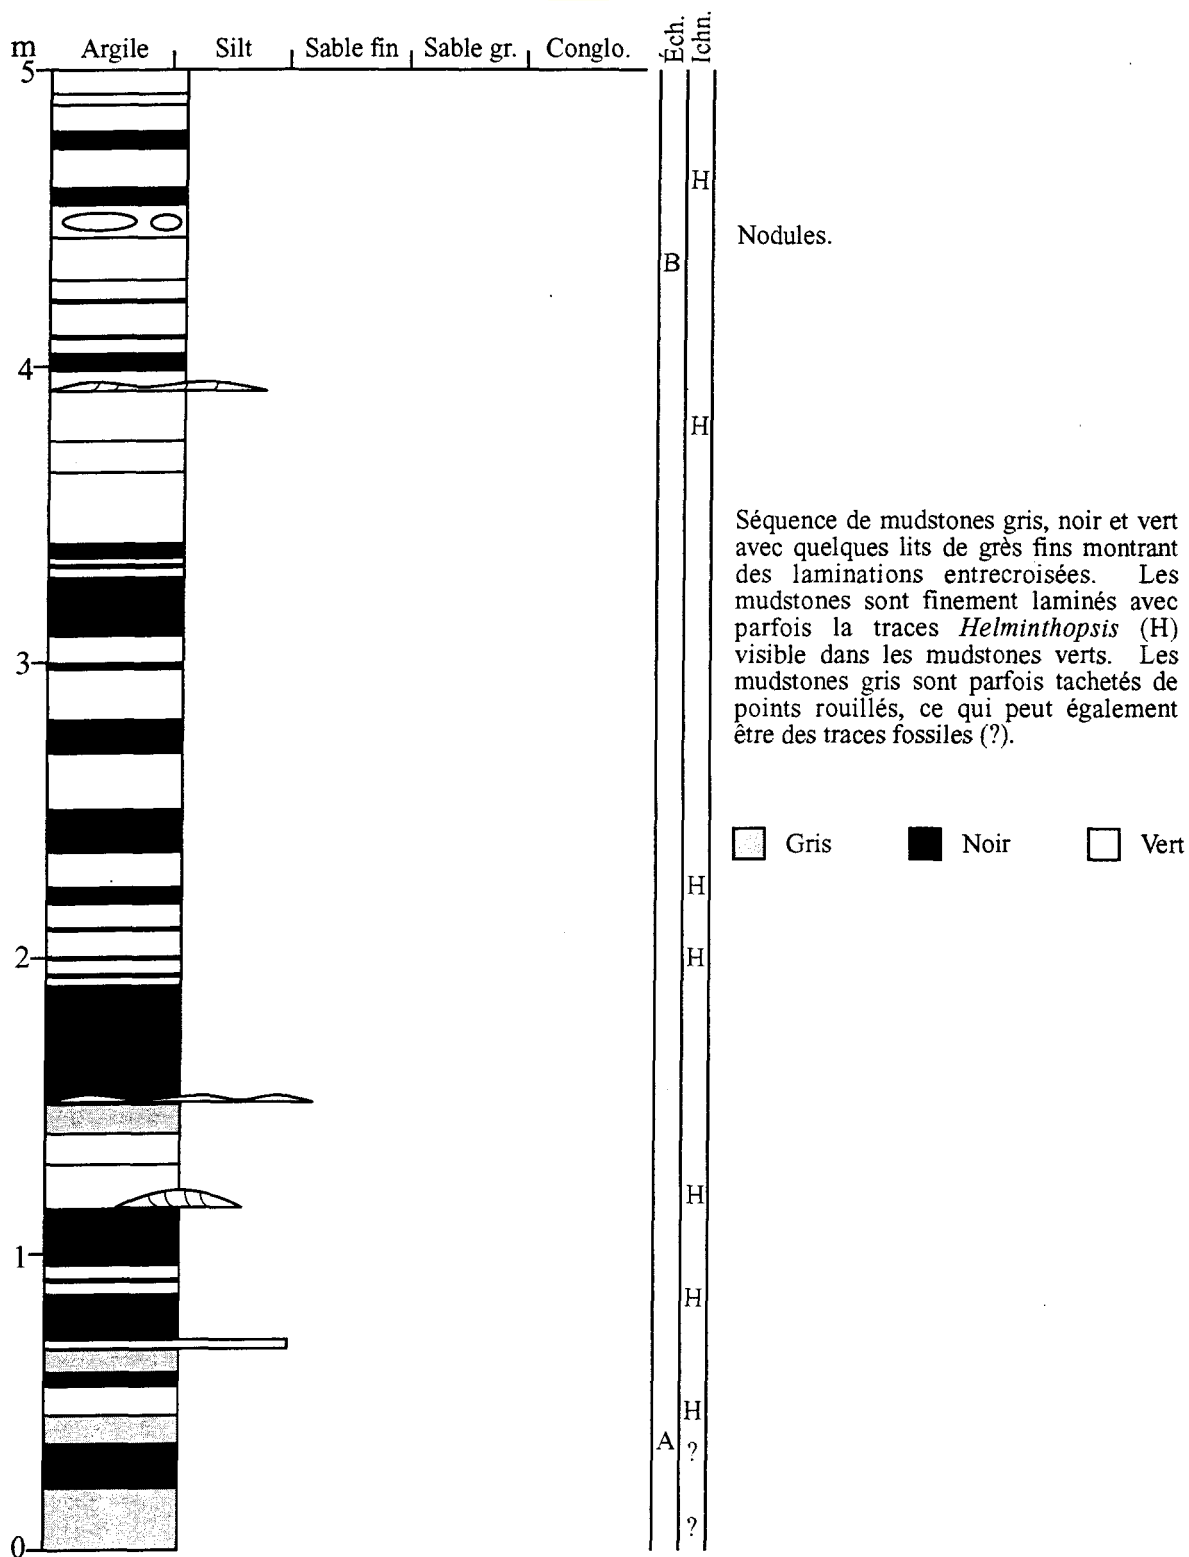 m Argile Silt Sable fin Sable gr. Conglo. Éch. Ichn.
5
H
Nodules.
B
4
H
Séquence de mudstones gris, noir et vert
avec quelques lits de grès fins montrant
des laminations entrecroisées. Les
mudstones sont finement laminés avec
parfois la traces Helminthopsis (H)
visible dans les mudstones verts. Les
mudstones gris sont parfois tachetés de
points rouillés, ce qui peut également
être des traces fossiles (?).
3
Gris Noir Vert
H
2 H
H
1
H
H
A ?
?
0